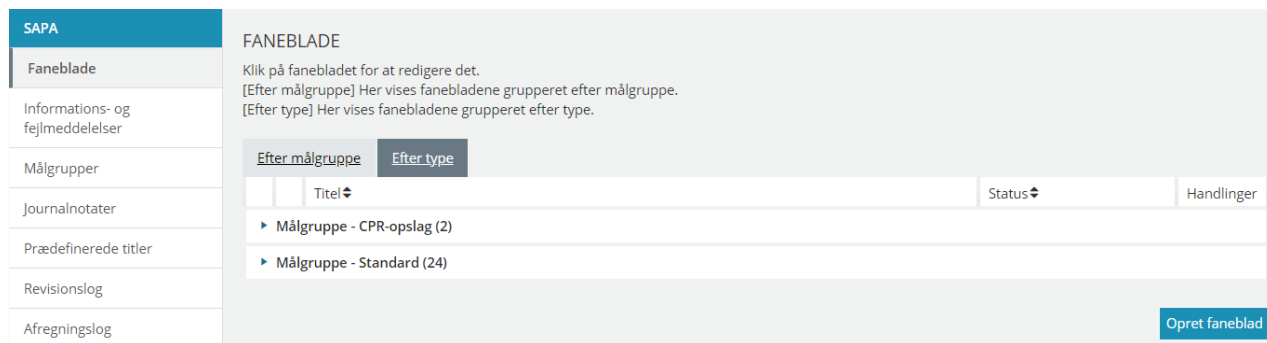 SAPA
Faneblade
Informations- og
fejlmeddelelser
Målgrupper
Journalnotater
Prædefinerede titler
Revisionslog
Afregningslog
FANEBLADE
Klik på fanebladet for at redigere det.
[Efter målgruppe] Her vises fanebladene grupperet efter målgruppe.
[Efter type] Her vises fanebladene grupperet efter type.
Efter målgruppe Efter type
Titel Status Handlinger
Målgruppe - CPR-opslag (2)
Målgruppe - Standard (24)
Opret faneblad